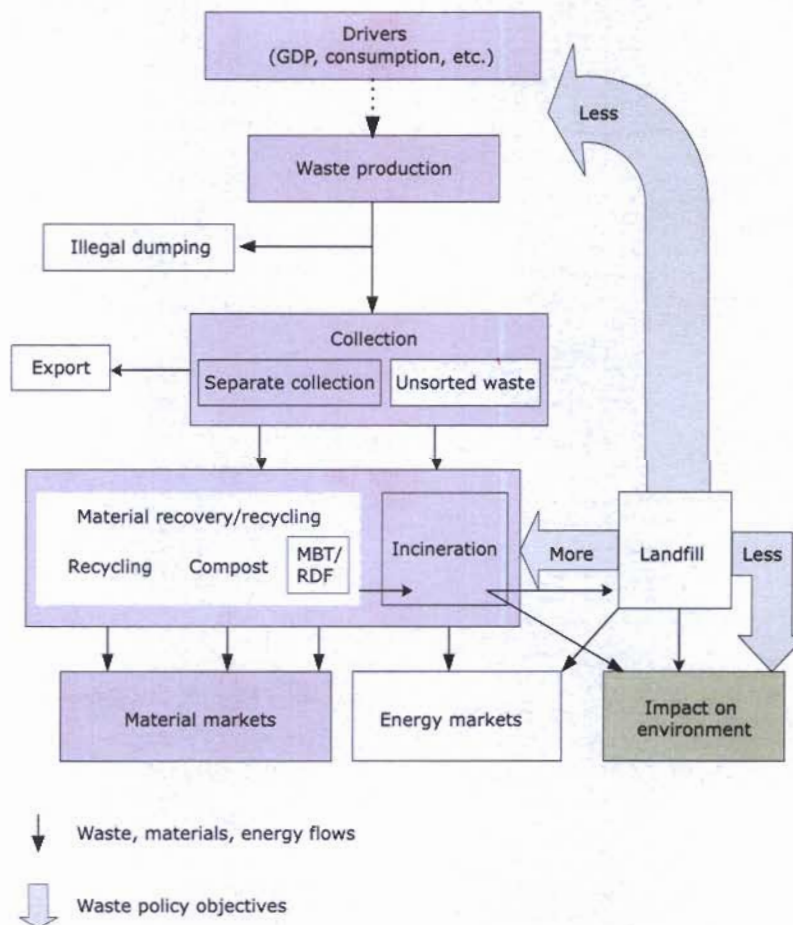 Drivers
(GDP, consumption, etc.)
Less
Waste production
Illegal dumping
Collection
Export
Separate collection
Unsorted waste
Material recovery/recycling
Recycling
Compost
MBT/
RDF
Incineration
More
Landfill
Less
Material markets
Energy markets
Impact on
environment
Waste, materials, energy flows
Waste policy objectives